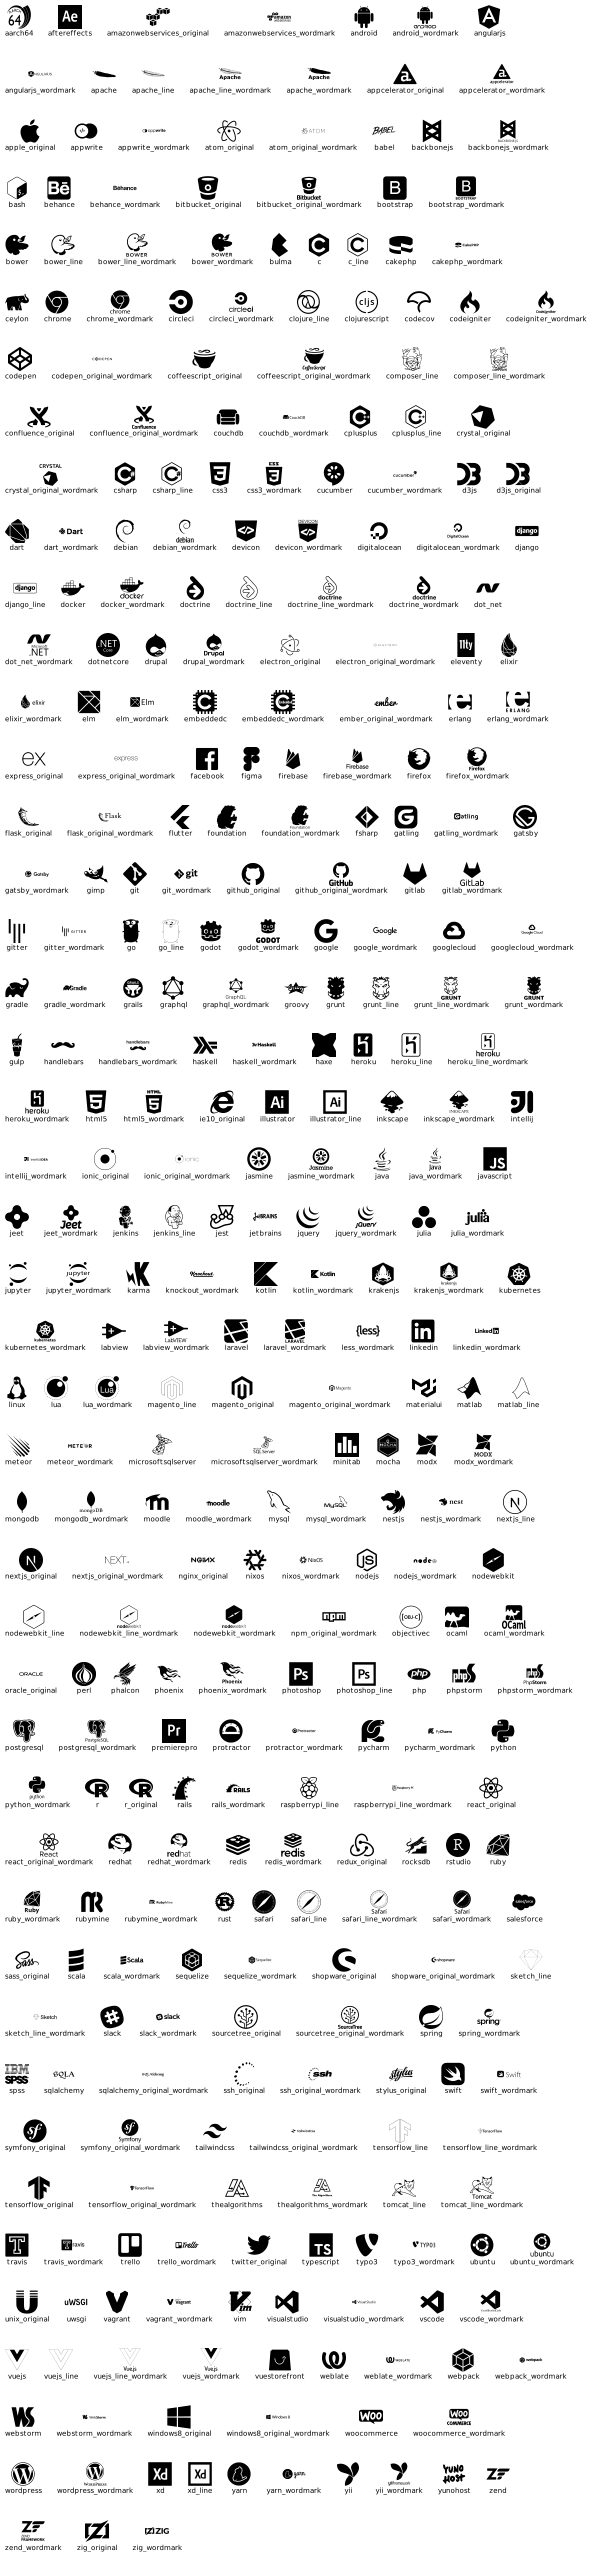 aarch64 aftereffects amazonwebservices_original amazonwebservices_wordmark android android_wordmark angularjs
angularjs_wordmark apache apache_line apache_line_wordmark apache_wordmark appcelerator_original appcelerator_wordmark
apple_original appwrite appwrite_wordmark atom_original atom_original_wordmark babel backbonejs backbonejs_wordmark
bash behance behance_wordmark bitbucket_original bitbucket_original_wordmark bootstrap bootstrap_wordmark
bower bower_line bower_line_wordmark bower_wordmark bulma c c_line cakephp cakephp_wordmark
ceylon chrome chrome_wordmark circleci circleci_wordmark clojure_line clojurescript codecov codeigniter codeigniter_wordmark
codepen codepen_original_wordmark coffeescript_original coffeescript_original_wordmark composer_line composer_line_wordmark
confluence_original confluence_original_wordmark couchdb couchdb_wordmark cplusplus cplusplus_line crystal_original
crystal_original_wordmark csharp csharp_line css3 css3_wordmark cucumber cucumber_wordmark d3js d3js_original
dart dart_wordmark debian debian_wordmark devicon devicon_wordmark digitalocean digitalocean_wordmark django
django_line docker docker_wordmark doctrine doctrine_line doctrine_line_wordmark doctrine_wordmark dot_net
dot_net_wordmark dotnetcore drupal drupal_wordmark electron_original electron_original_wordmark eleventy elixir
elixir_wordmark elm elm_wordmark embeddedc embeddedc_wordmark ember_original_wordmark erlang erlang_wordmark
express_original express_original_wordmark facebook figma firebase firebase_wordmark firefox firefox_wordmark
flask_original flask_original_wordmark flutter foundation foundation_wordmark fsharp gatling gatling_wordmark gatsby
gatsby_wordmark gimp git git_wordmark github_original github_original_wordmark gitlab gitlab_wordmark
gitter gitter_wordmark go go_line godot godot_wordmark google google_wordmark googlecloud googlecloud_wordmark
gradle gradle_wordmark grails graphql graphql_wordmark groovy grunt grunt_line grunt_line_wordmark grunt_wordmark
gulp handlebars handlebars_wordmark haskell haskell_wordmark haxe heroku heroku_line heroku_line_wordmark
heroku_wordmark html5 html5_wordmark ie10_original illustrator illustrator_line inkscape inkscape_wordmark intellij
intellij_wordmark ionic_original ionic_original_wordmark jasmine jasmine_wordmark java java_wordmark javascript
jeet jeet_wordmark jenkins jenkins_line jest jetbrains jquery jquery_wordmark julia julia_wordmark
jupyter jupyter_wordmark karma knockout_wordmark kotlin kotlin_wordmark krakenjs krakenjs_wordmark kubernetes
kubernetes_wordmark labview labview_wordmark laravel laravel_wordmark less_wordmark linkedin linkedin_wordmark
linux lua lua_wordmark magento_line magento_original magento_original_wordmark materialui matlab matlab_line
meteor meteor_wordmark microsoftsqlserver microsoftsqlserver_wordmark minitab mocha modx modx_wordmark
mongodb mongodb_wordmark moodle moodle_wordmark mysql mysql_wordmark nestjs nestjs_wordmark nextjs_line
nextjs_original nextjs_original_wordmark nginx_original nixos nixos_wordmark nodejs nodejs_wordmark nodewebkit
nodewebkit_line nodewebkit_line_wordmark nodewebkit_wordmark npm_original_wordmark objectivec ocaml ocaml_wordmark
oracle_original perl phalcon phoenix phoenix_wordmark photoshop photoshop_line php phpstorm phpstorm_wordmark
postgresql postgresql_wordmark premierepro protractor protractor_wordmark pycharm pycharm_wordmark python
python_wordmark r r_original rails rails_wordmark raspberrypi_line raspberrypi_line_wordmark react_original
react_original_wordmark redhat redhat_wordmark redis redis_wordmark redux_original rocksdb rstudio ruby
ruby_wordmark rubymine rubymine_wordmark rust safari safari_line safari_line_wordmark safari_wordmark salesforce
sass_original scala scala_wordmark sequelize sequelize_wordmark shopware_original shopware_original_wordmark sketch_line
sketch_line_wordmark slack slack_wordmark sourcetree_original sourcetree_original_wordmark spring spring_wordmark
spss sqlalchemy sqlalchemy_original_wordmark ssh_original ssh_original_wordmark stylus_original swift swift_wordmark
symfony_original symfony_original_wordmark tailwindcss tailwindcss_original_wordmark tensorflow_line tensorflow_line_wordmark
tensorflow_original tensorflow_original_wordmark thealgorithms thealgorithms_wordmark tomcat_line tomcat_line_wordmark
travis travis_wordmark trello trello_wordmark twitter_original typescript typo3 typo3_wordmark ubuntu ubuntu_wordmark
unix_original uwsgi vagrant vagrant_wordmark vim visualstudio visualstudio_wordmark vscode vscode_wordmark
vuejs vuejs_line vuejs_line_wordmark vuejs_wordmark vuestorefront weblate weblate_wordmark webpack webpack_wordmark
webstorm webstorm_wordmark windows8_original windows8_original_wordmark woocommerce woocommerce_wordmark
wordpress wordpress_wordmark xd xd_line yarn yarn_wordmark yii yii_wordmark yunohost zend
zend_wordmark zig_original zig_wordmark